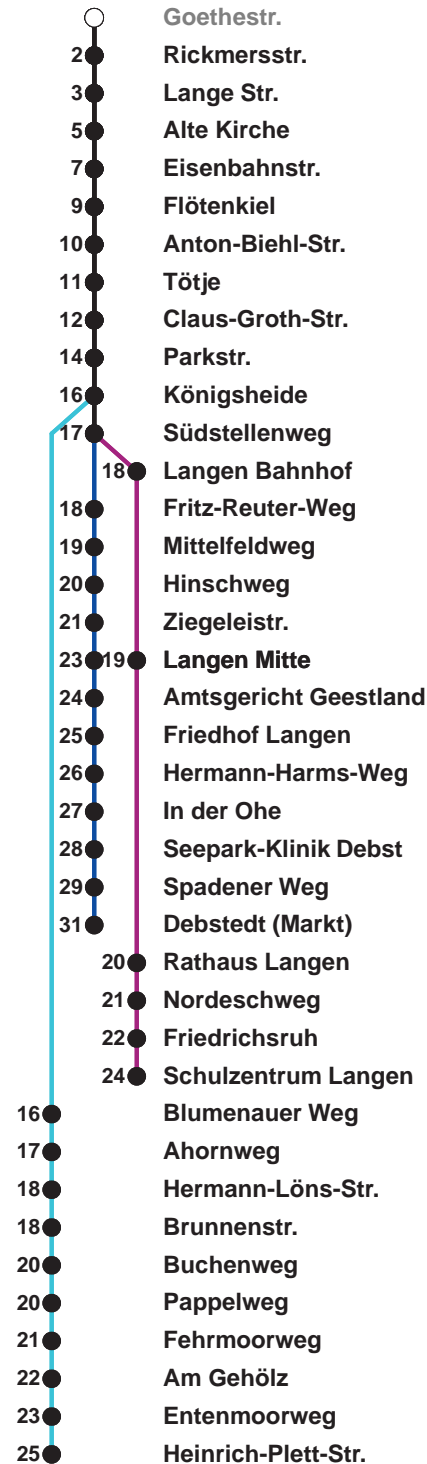 Goethestr.
2 Rickmersstr.
3 Lange Str.
5 Alte Kirche
7 Eisenbahnstr.
9 Flötenkiel
10 Anton-Biehl-Str.
11 Tötje
12 Claus-Groth-Str.
14 Parkstr.
16 Königsheide
17 Südstellenweg
18 Langen Bahnhof
18 Fritz-Reuter-Weg
19 Mittelfeldweg
20 Hinschweg
21 Ziegeleistr.
23 19 Langen Mitte
24 Amtsgericht Geestland
25 Friedhof Langen
26 Hermann-Harms-Weg
27 In der Ohe
28 Seepark-Klinik Debst
29 Spadener Weg
31 Debstedt (Markt)
20 Rathaus Langen
21 Nordeschweg
22 Friedrichsruh
24 Schulzentrum Langen
16 Blumenauer Weg
17 Ahornweg
18 Hermann-Löns-Str.
18 Brunnenstr.
20 Buchenweg
20 Pappelweg
21 Fehrmoorweg
22 Am Gehölz
23 Entenmoorweg
25 Heinrich-Plett-Str.